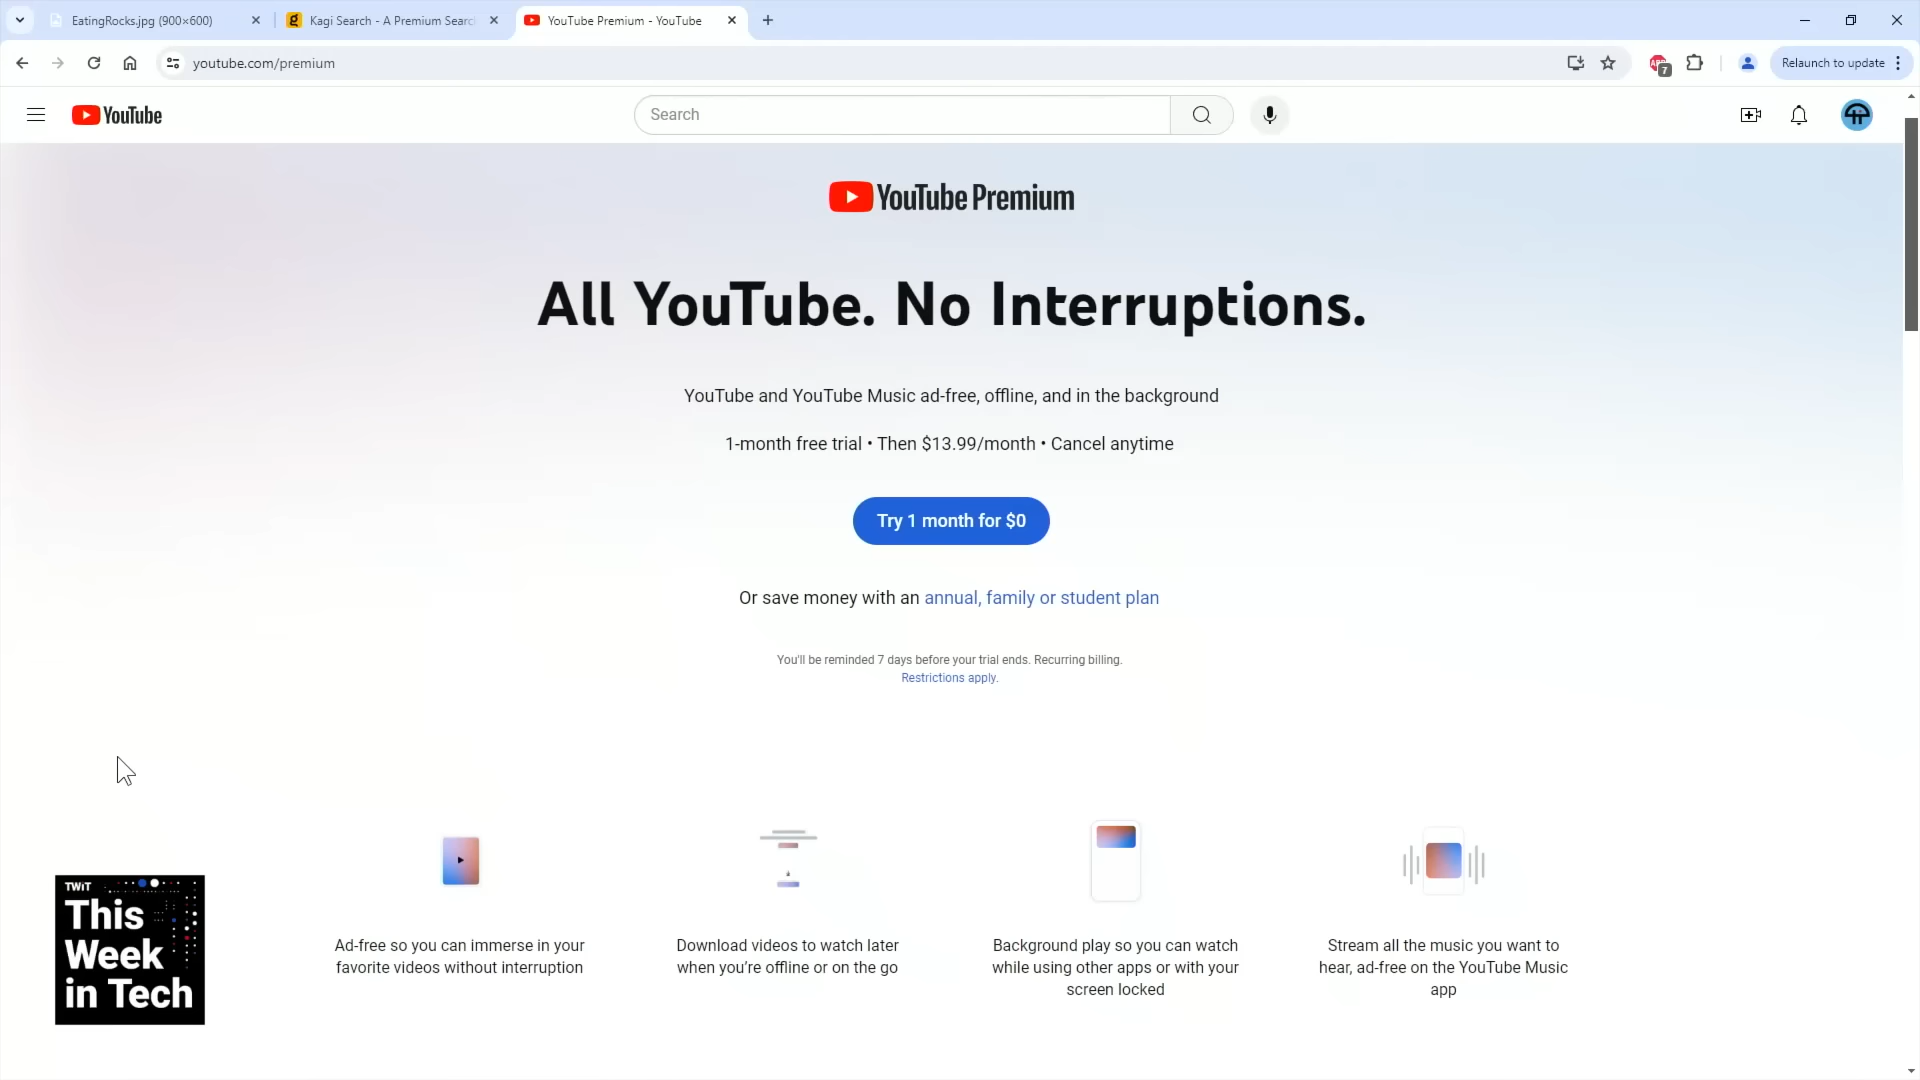 EatingRocks.jpg (900×600)
Kagi Search - A Premium Searc
YouTube Premium - YouTube
youtube.com/premium
ABP
7
Relaunch to update
YouTube
Search
YouTube Premium
All YouTube. No Interruptions.
YouTube and YouTube Music ad-free, offline, and in the background
1-month free trial • Then $13.99/month • Cancel anytime
Try 1 month for $0
Or save money with an annual, family or student plan
You'll be reminded 7 days before your trial ends. Recurring billing.
Restrictions apply.
Ad-free so you can immerse in your
favorite videos without interruption
Download videos to watch later
when you're offline or on the go
Background play so you can watch
while using other apps or with your
screen locked
Stream all the music you want to
hear, ad-free on the YouTube Music
app
TWiT
This
Week
in Tech